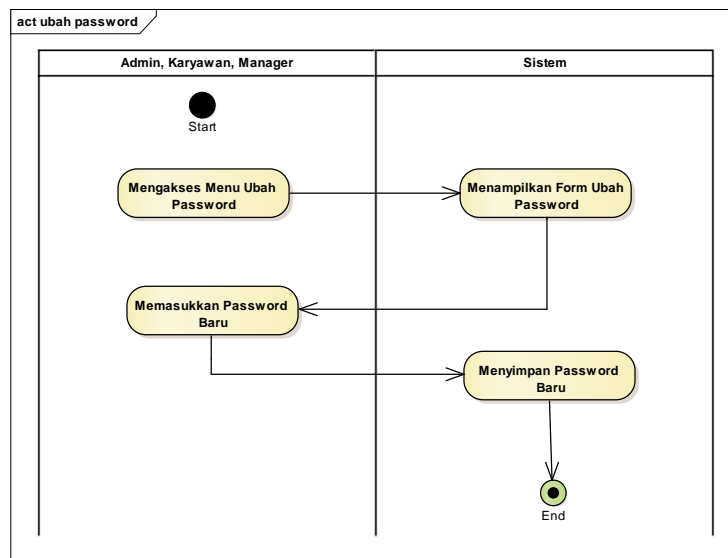 act ubah password
Admin, Karyawan, Manager
Sistem
Start
Mengakses Menu Ubah
Password
Menampilkan Form Ubah
Password
Memasukkan Password
Baru
Menyimpan Password
Baru
End